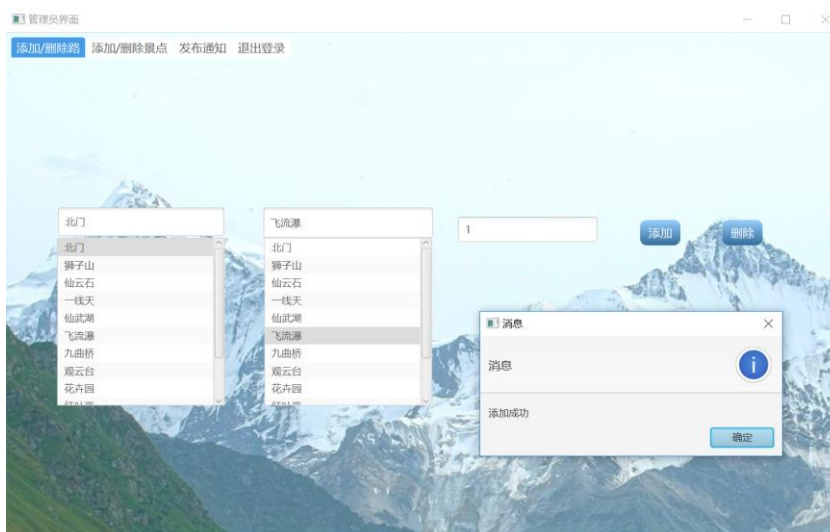 管理员界面
添加/删除路 添加/删除景点 发布通知 退出登录
北门
飞流瀑
1
添加
删除
北门
狮子山
仙云石
一线天
仙武湖
飞流瀑
九曲桥
观云台
花卉园
北门
狮子山
仙云石
一线天
仙武湖
飞流瀑
九曲桥
观云台
花卉园
消息
消息
添加成功
确定